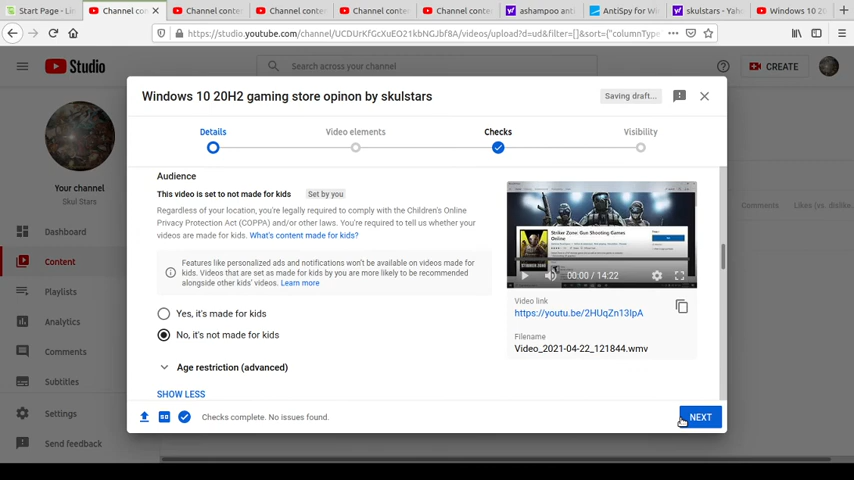 Start Page - Lin
Channel con
Channel conte
Channel conte
Channel conte
ashampoo anti
AntiSpy for Wi
skulstars - Yaho
Windows 10 20
https://studio.youtube.com/channel/UCDUrKfGcXuEO21kbNGJbf8A/videos/upload?d=ud&filter=[]&sort={"columnType
Studio
Search across your channel
CREATE
Windows 10 20H2 gaming store opinon by skulstars
Saving draft...
Details
Video elements
Checks
Visibility
Your channel
Skul Stars
Dashboard
Content
Playlists
Analytics
Comments
Subtitles
Settings
Send feedback
Comments
Likes (vs. dislike.
Audience
This video is set to not made for kids
Set by you
Regardless of your location, you're legally required to comply with the Children's Online
Privacy Protection Act (COPPA) and/or other laws. You're required to tell us whether your
videos are made for kids. What's content made for kids?
Features like personalized ads and notifications won't be available on videos made for
kids. Videos that are set as made for kids by you are more likely to be recommended
alongside other kids' videos. Learn more
Yes, it's made for kids
No, it's not made for kids
Age restriction (advanced)
SHOW LESS
Striker Zone: Gun Shooting Games
Online
00:00 / 14:22
Video link
https://youtu.be/2HUqZn13IpA
Filename
Video_2021-04-22_121844.wmv
Checks complete. No issues found.
NEXT